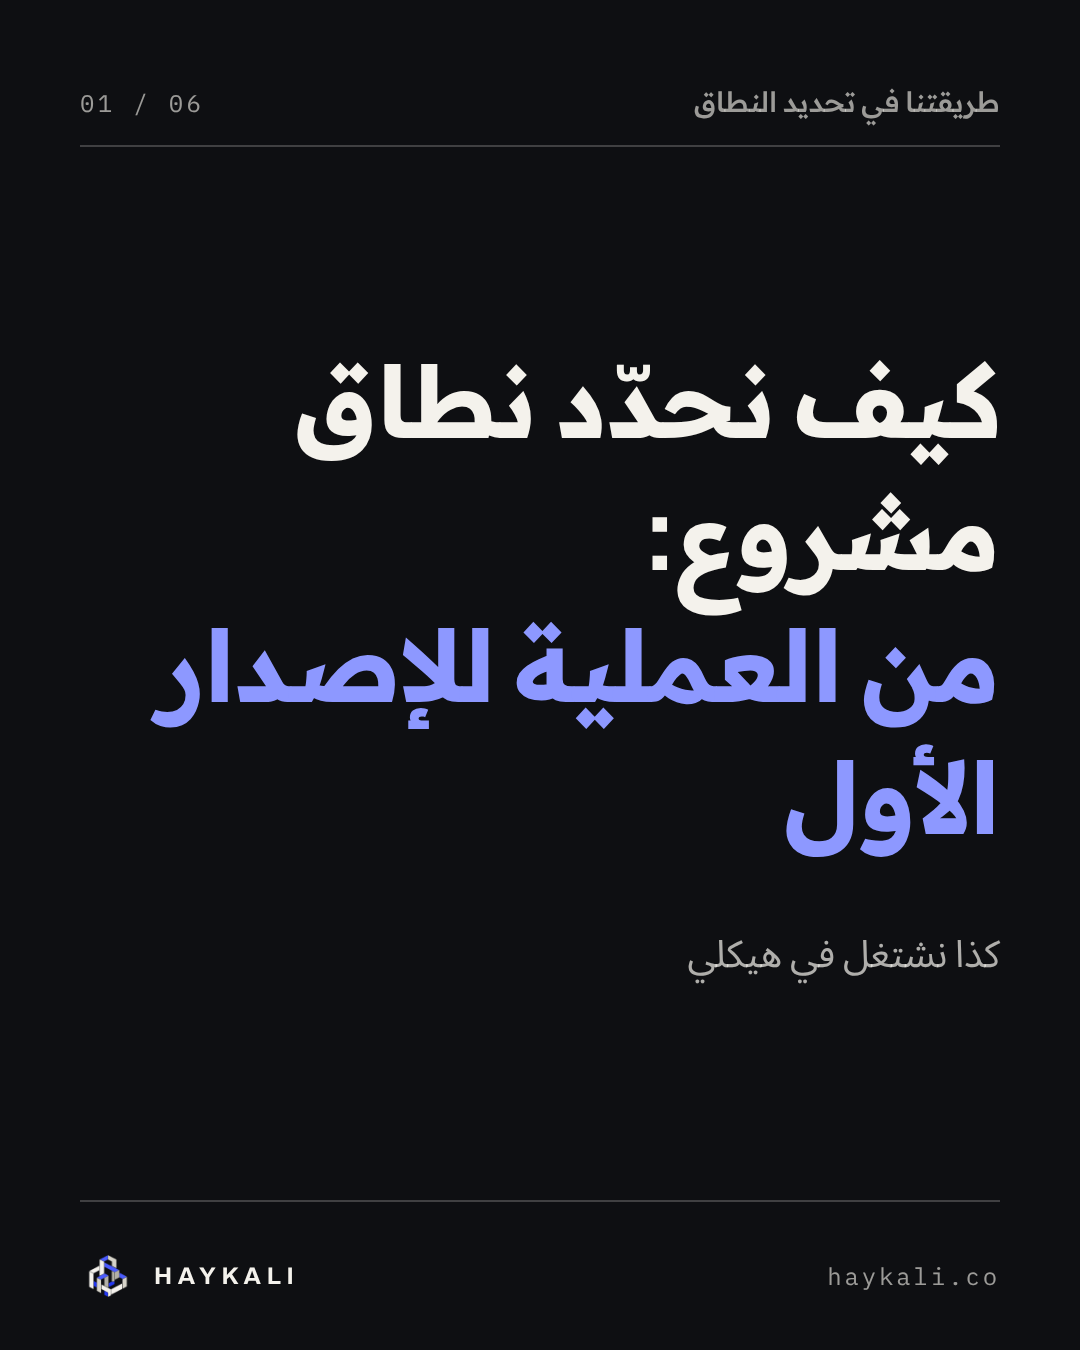 طريقتنا في تحديد النطاق
01 / 06
كيف نحدّد نطاق
مشروع:
من العملية للإصدار
الأول
كذا نشتغل في هيكلي
HAYKALI
haykali.co